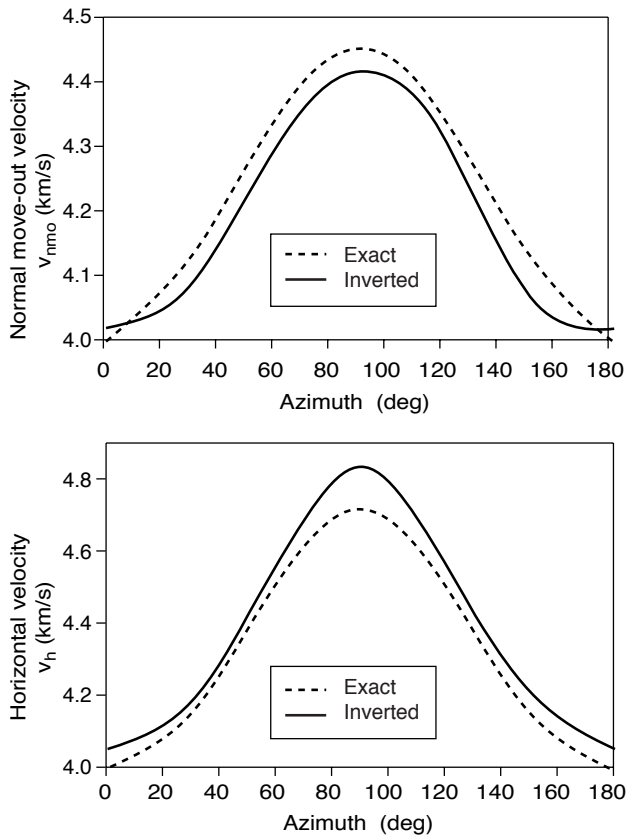 4.5
4.4
4.3
4.2
4.1
4.0
Normal move-out velocity
v_nmo (km/s)
Exact
Inverted
0 20 40 60 80 100 120 140 160 180
Azimuth (deg)
4.8
4.6
4.4
4.2
4.0
Horizontal velocity
v_h (km/s)
Exact
Inverted
0 20 40 60 80 100 120 140 160 180
Azimuth (deg)